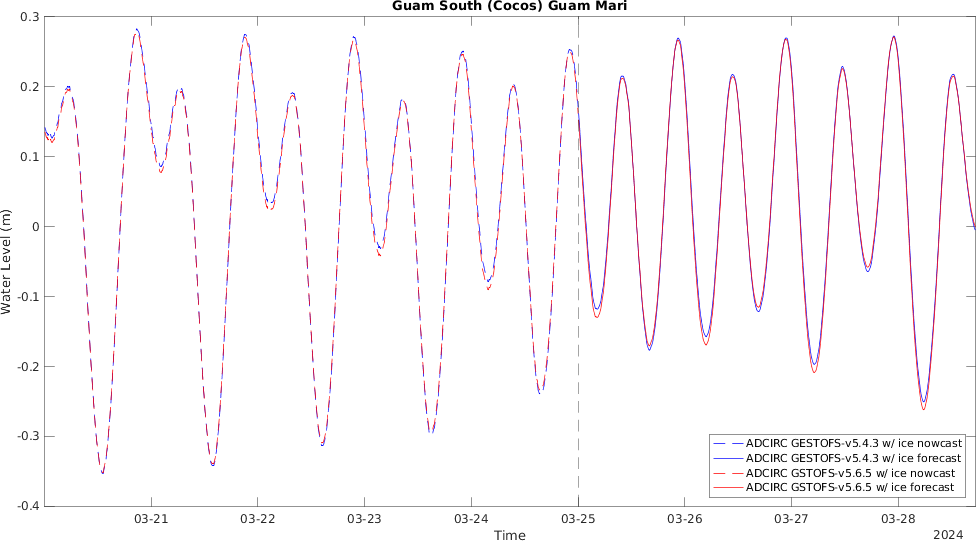 Guam South (Cocos) Guam Mari
0.3
0.2
0.1
0
-0.1
-0.2
-0.3
-0.4
Water Level (m)
ADCIRC GESTOFS-v5.4.3 w/ ice nowcast
ADCIRC GESTOFS-v5.4.3 w/ ice forecast
ADCIRC GSTOFS-v5.6.5 w/ ice nowcast
ADCIRC GSTOFS-v5.6.5 w/ ice forecast
03-21 03-22 03-23 03-24 03-25 03-26 03-27 03-28
Time
2024